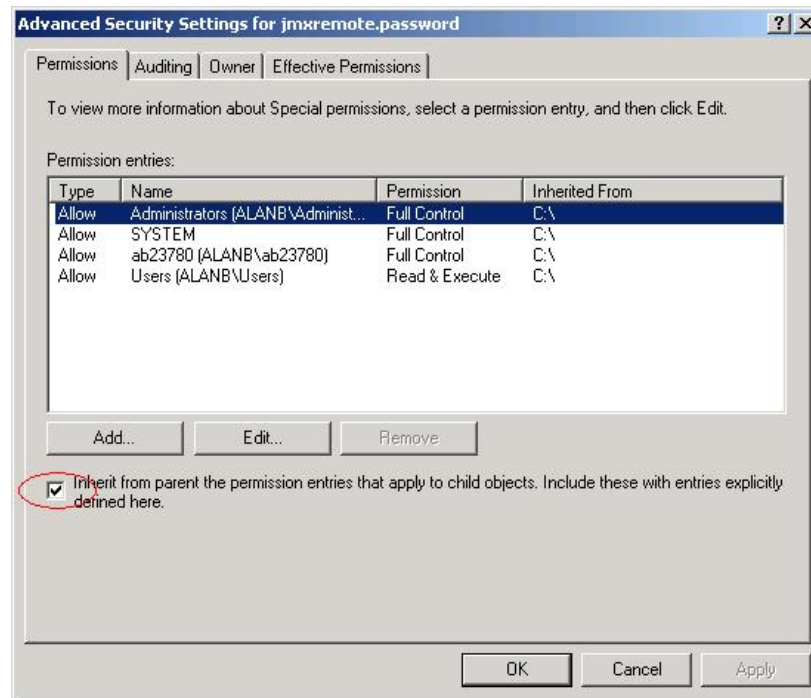 Advanced Security Settings for jmxremote.password
Permissions Auditing Owner Effective Permissions
To view more information about Special permissions, select a permission entry, and then click Edit.
Permission entries:
Type Name Permission Inherited From
Allow Administrators (ALANB\Administ... Full Control C:\
Allow SYSTEM Full Control C:\
Allow ab23780 (ALANB\ab23780) Full Control C:\
Allow Users (ALANB\Users) Read & Execute C:\
Add... Edit... Remove
Inherit from parent the permission entries that apply to child objects. Include these with entries explicitly
defined here.
OK Cancel Apply